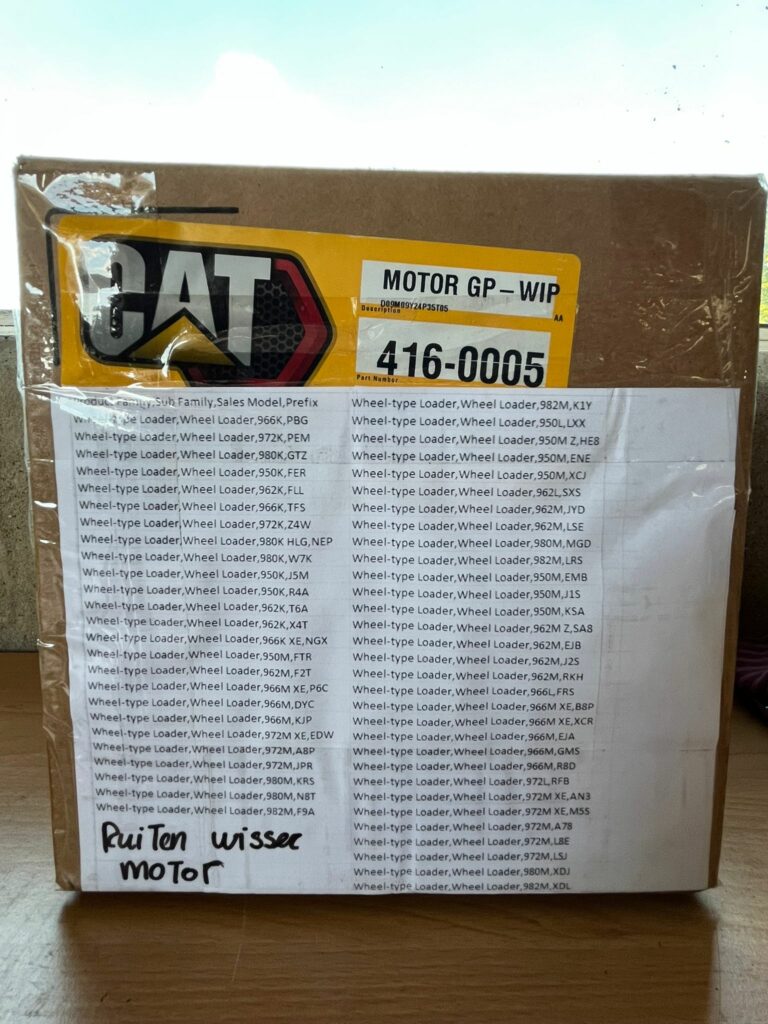 CAT
MOTOR GP-WIP
D09M09Y24P35T05
Description
AA
416-0005
Part Number
Product Family,Sub Family,Sales Model,Prefix
Wheel-type Loader,Wheel Loader,966K,PBG
Wheel-type Loader,Wheel Loader,972K,PEM
Wheel-type Loader,Wheel Loader,980K,GTZ
Wheel-type Loader,Wheel Loader,950K,FER
Wheel-type Loader,Wheel Loader,962K,FLL
Wheel-type Loader,Wheel Loader,966K,TFS
Wheel-type Loader,Wheel Loader,972K,Z4W
Wheel-type Loader,Wheel Loader,980K HLG,NEP
Wheel-type Loader,Wheel Loader,980K,W7K
Wheel-type Loader,Wheel Loader,950K,J5M
Wheel-type Loader,Wheel Loader,950K,R4A
Wheel-type Loader,Wheel Loader,962K,T6A
Wheel-type Loader,Wheel Loader,962K,X4T
Wheel-type Loader,Wheel Loader,966K XE,NGX
Wheel-type Loader,Wheel Loader,950M,FTR
Wheel-type Loader,Wheel Loader,962M,F2T
Wheel-type Loader,Wheel Loader,966M XE,P6C
Wheel-type Loader,Wheel Loader,966M,DYC
Wheel-type Loader,Wheel Loader,966M,KJP
Wheel-type Loader,Wheel Loader,972M XE,EDW
Wheel-type Loader,Wheel Loader,972M,A8P
Wheel-type Loader,Wheel Loader,972M,JPR
Wheel-type Loader,Wheel Loader,980M,KRS
Wheel-type Loader,Wheel Loader,980M,N8T
Wheel-type Loader,Wheel Loader,982M,F9A
Ruiten wisser
motor
Wheel-type Loader,Wheel Loader,982M,K1Y
Wheel-type Loader,Wheel Loader,950L,LXX
Wheel-type Loader,Wheel Loader,950M Z,HE8
Wheel-type Loader,Wheel Loader,950M,ENE
Wheel-type Loader,Wheel Loader,950M,XCJ
Wheel-type Loader,Wheel Loader,962L,SXS
Wheel-type Loader,Wheel Loader,962M,JYD
Wheel-type Loader,Wheel Loader,962M,LSE
Wheel-type Loader,Wheel Loader,980M,MGD
Wheel-type Loader,Wheel Loader,982M,LRS
Wheel-type Loader,Wheel Loader,950M,EMB
Wheel-type Loader,Wheel Loader,950M,J1S
Wheel-type Loader,Wheel Loader,950M,KSA
Wheel-type Loader,Wheel Loader,962M Z,SA8
Wheel-type Loader,Wheel Loader,962M,EJB
Wheel-type Loader,Wheel Loader,962M,J2S
Wheel-type Loader,Wheel Loader,962M,RKH
Wheel-type Loader,Wheel Loader,966L,FRS
Wheel-type Loader,Wheel Loader,966M XE,B8P
Wheel-type Loader,Wheel Loader,966M XE,XCR
Wheel-type Loader,Wheel Loader,966M,EJA
Wheel-type Loader,Wheel Loader,966M,GMS
Wheel-type Loader,Wheel Loader,966M,R8D
Wheel-type Loader,Wheel Loader,972L,RFB
Wheel-type Loader,Wheel Loader,972M XE,AN3
Wheel-type Loader,Wheel Loader,972M XE,M5S
Wheel-type Loader,Wheel Loader,972M,A78
Wheel-type Loader,Wheel Loader,972M,L8E
Wheel-type Loader,Wheel Loader,972M,LSJ
Wheel-type Loader,Wheel Loader,980M,XDJ
Wheel-type Loader,Wheel Loader,982M,XDL